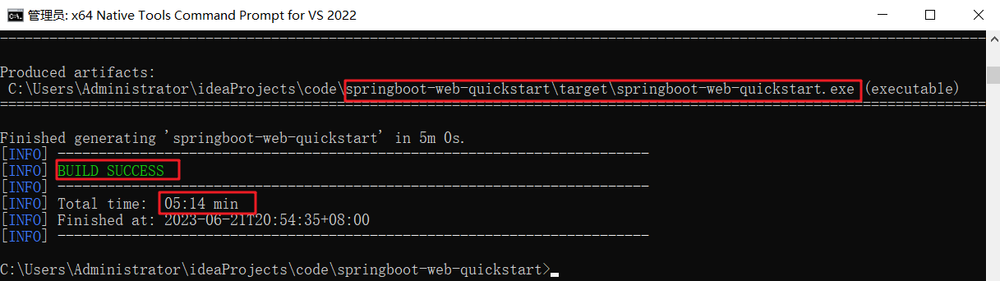 管理员: x64 Native Tools Command Prompt for VS 2022
Produced artifacts:
C:\Users\Administrator\ideaProjects\code\springboot-web-quickstart\target\springboot-web-quickstart.exe (executable)
Finished generating 'springboot-web-quickstart' in 5m 0s.
[INFO] ------------------------------------------------------------------------
[INFO] BUILD SUCCESS
[INFO] ------------------------------------------------------------------------
[INFO] Total time:  05:14 min
[INFO] Finished at: 2023-06-21T20:54:35+08:00
[INFO] ------------------------------------------------------------------------
C:\Users\Administrator\ideaProjects\code\springboot-web-quickstart>